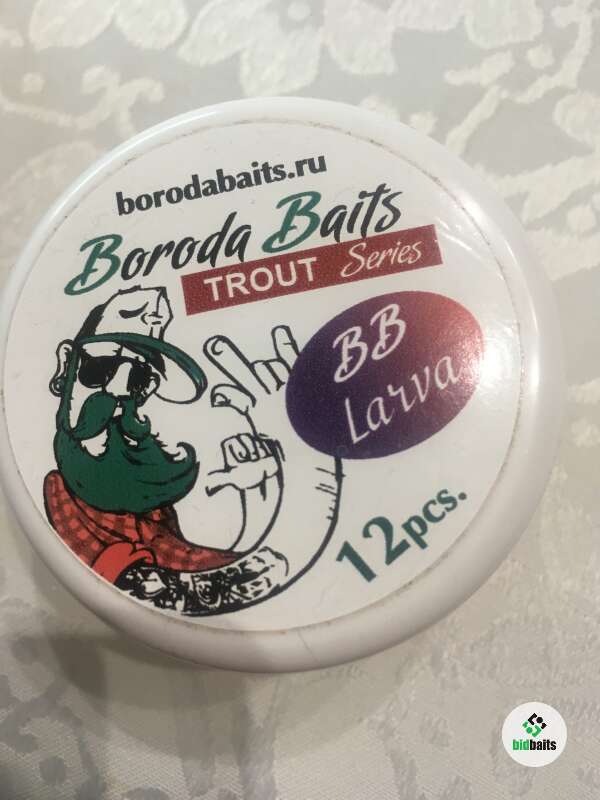 borodabaits.ru
Boroda Baits
TROUT Series
BB
Larva
12pcs.
bidbaits